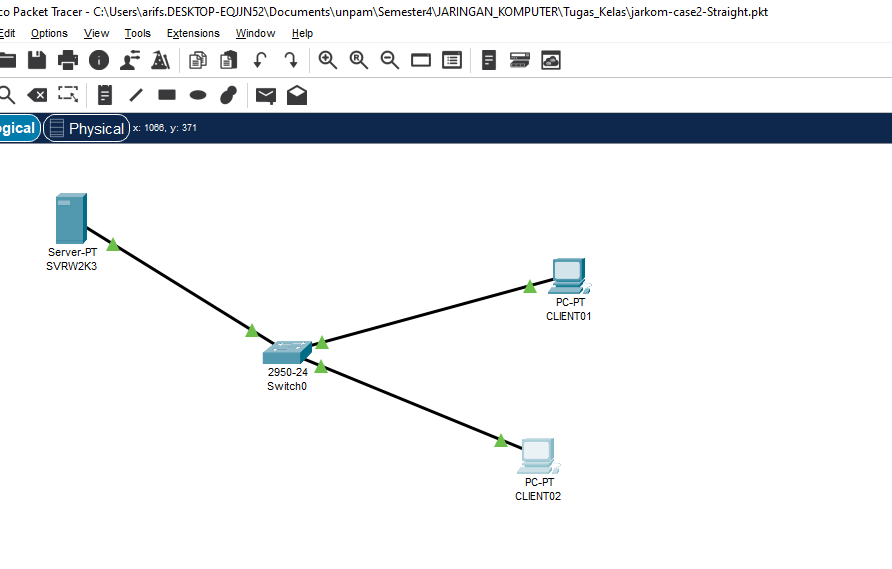 co Packet Tracer - C:\Users\arifs.DESKTOP-EQJJN52\Documents\unpam\Semester4\JARINGAN_KOMPUTER\Tugas_Kelas\jarkom-case2-Straight.pkt
Edit Options View Tools Extensions Window Help
ogical Physical x: 1066, y: 371
Server-PT
SVRW2K3
PC-PT
CLIENT01
2950-24
Switch0
PC-PT
CLIENT02